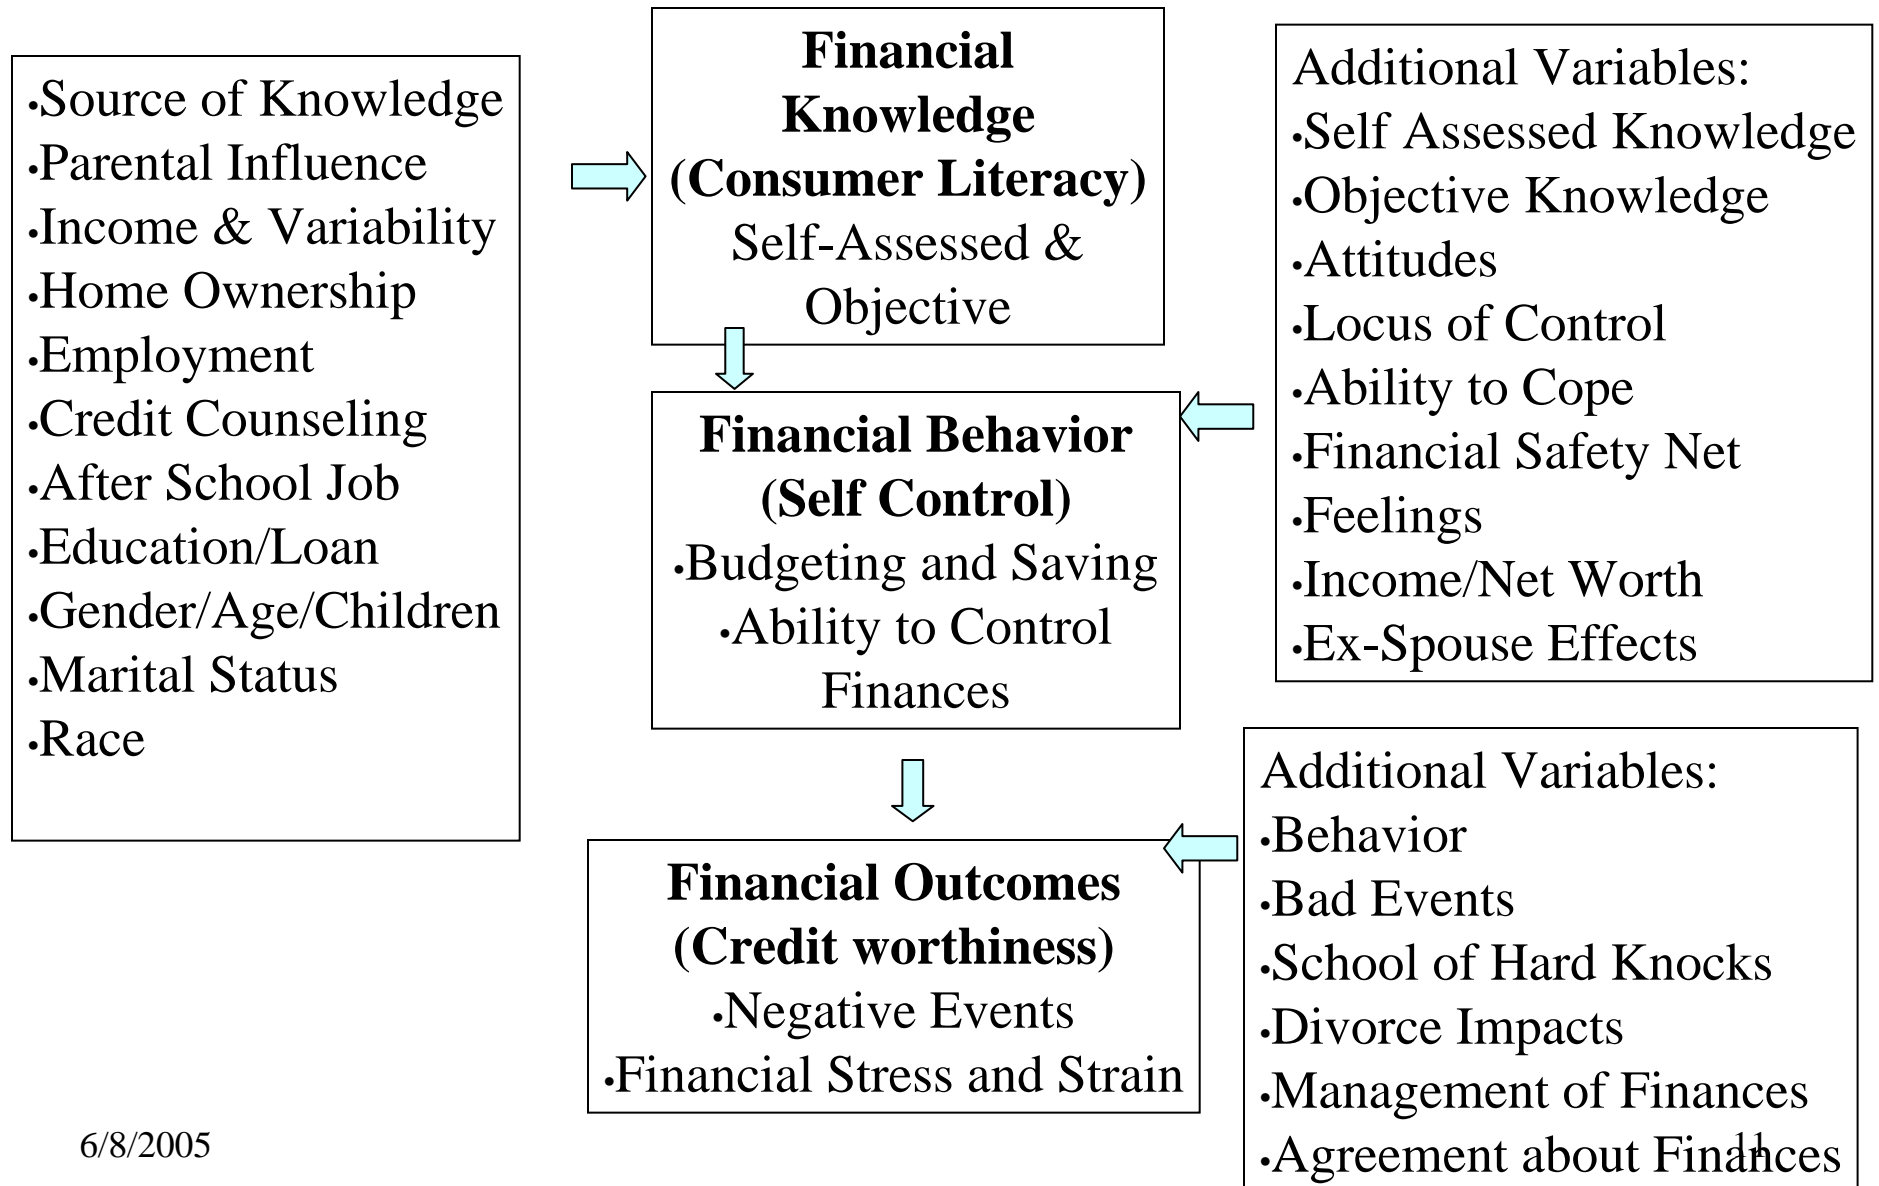 •Source of Knowledge
•Parental Influence
•Income & Variability
•Home Ownership
•Employment
•Credit Counseling
•After School Job
•Education/Loan
•Gender/Age/Children
•Marital Status
•Race
Financial
Knowledge
(Consumer Literacy)
Self-Assessed &
Objective
Financial Behavior
(Self Control)
•Budgeting and Saving
•Ability to Control
Finances
Financial Outcomes
(Credit worthiness)
•Negative Events
•Financial Stress and Strain
Additional Variables:
•Self Assessed Knowledge
•Objective Knowledge
•Attitudes
•Locus of Control
•Ability to Cope
•Financial Safety Net
•Feelings
•Income/Net Worth
•Ex-Spouse Effects
Additional Variables:
•Behavior
•Bad Events
•School of Hard Knocks
•Divorce Impacts
•Management of Finances
•Agreement about Finances
6/8/2005
11